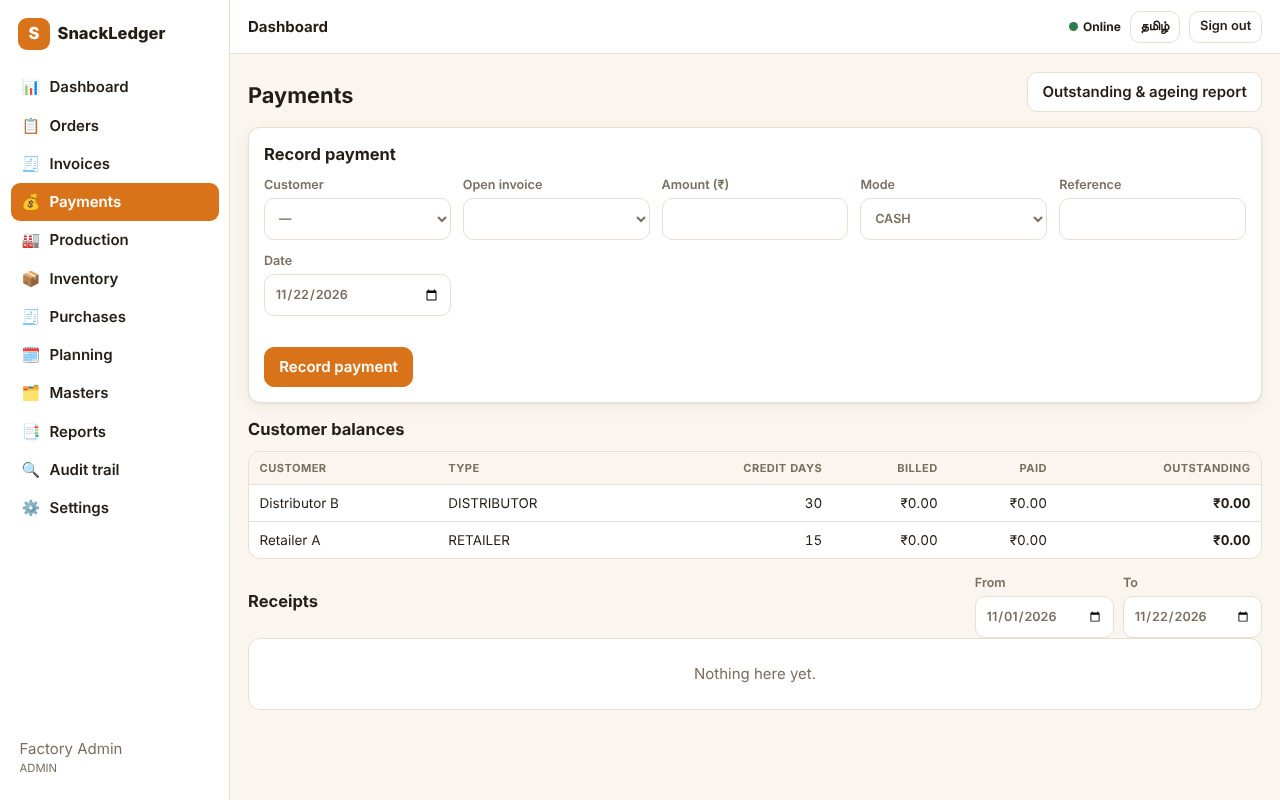 S SnackLedger
Dashboard
Orders
Invoices
Payments
Production
Inventory
Purchases
Planning
Masters
Reports
Audit trail
Settings
Factory Admin
ADMIN
Dashboard
Online
தமிழ்
Sign out
Payments
Outstanding & ageing report
Record payment
Customer Open invoice Amount (₹) Mode Reference
— CASH
Date
11/22/2026
Record payment
Customer balances
CUSTOMER TYPE CREDIT DAYS BILLED PAID OUTSTANDING
Distributor B DISTRIBUTOR 30 ₹0.00 ₹0.00 ₹0.00
Retailer A RETAILER 15 ₹0.00 ₹0.00 ₹0.00
Receipts
From To
11/01/2026 11/22/2026
Nothing here yet.